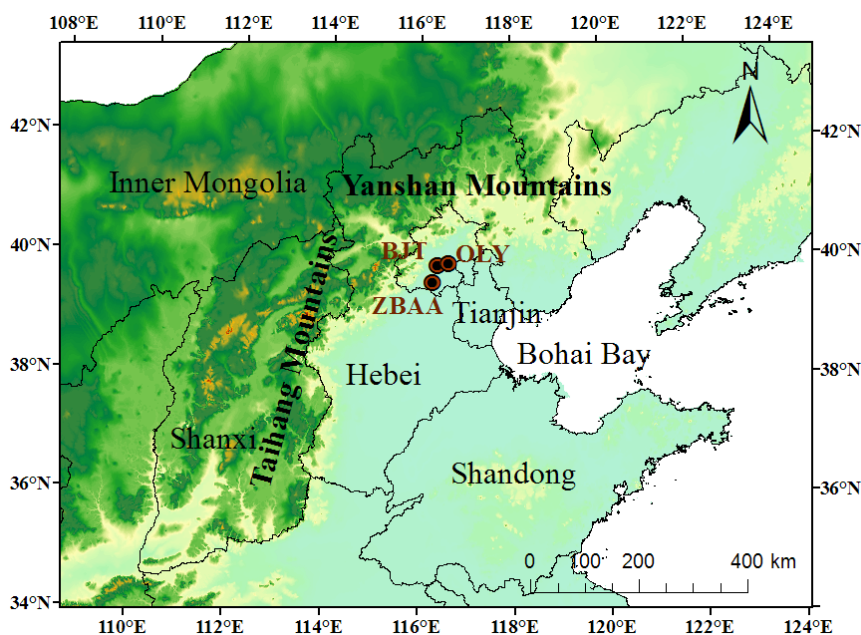 108°E 110°E 112°E 114°E 116°E 118°E 120°E 122°E 124°E
N
42°N 42°N
Inner Mongolia
Yanshan Mountains
40°N 40°N
BJT OLY
ZBAA
Tianjin
Taihang Mountains
Bohai Bay
38°N 38°N
Hebei
Shanxi
Shandong
36°N 36°N
0 100 200 400 km
34°N 34°N
110°E 112°E 114°E 116°E 118°E 120°E 122°E 124°E